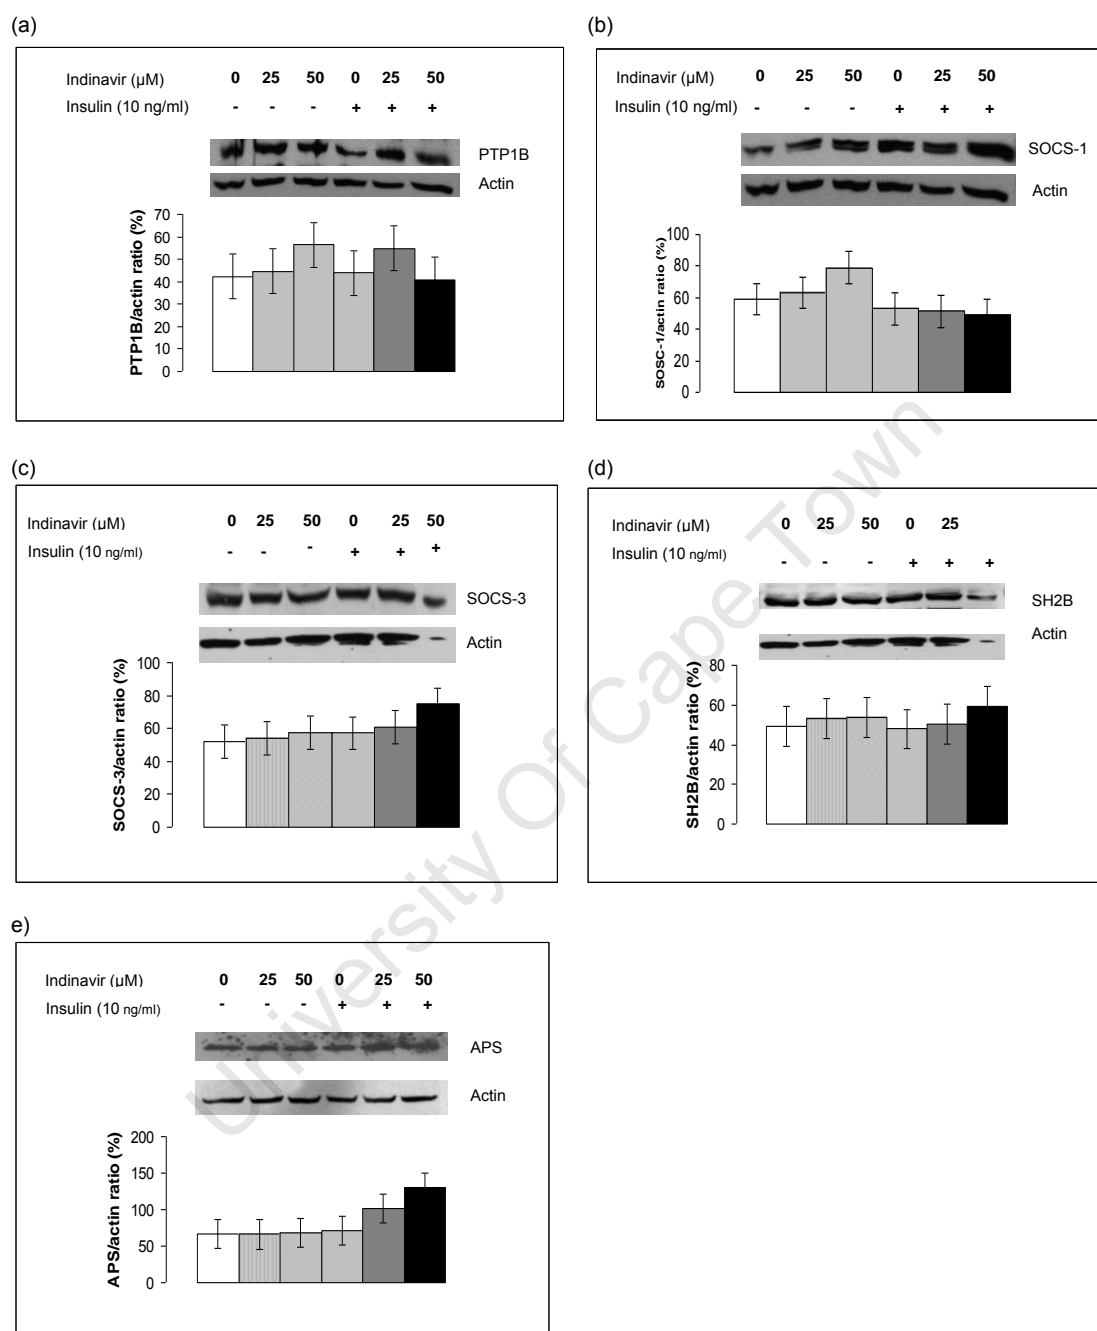 (a)
Indinavir (µM) 0 25 50 0 25 50
Insulin (10 ng/ml) - - - + + +
PTP1B
Actin
PTP1B/actin ratio (%)
70
60
50
40
30
20
10
0
(b)
Indinavir (µM) 0 25 50 0 25 50
Insulin (10 ng/ml) - - - + + +
SOCS-1
Actin
SOSC-1/actin ratio (%)
100
80
60
40
20
0
(c)
Indinavir (µM) 0 25 50 0 25 50
Insulin (10 ng/ml) - - - + + +
SOCS-3
Actin
SOCS-3/actin ratio (%)
100
80
60
40
20
0
(d)
Indinavir (µM) 0 25 50 0 25
Insulin (10 ng/ml) - - - + + +
SH2B
Actin
SH2B/actin ratio (%)
80
60
40
20
0
e)
Indinavir (µM) 0 25 50 0 25 50
Insulin (10 ng/ml) - - - + + +
APS
Actin
APS/actin ratio (%)
200
150
100
50
0
University Of Cape Town